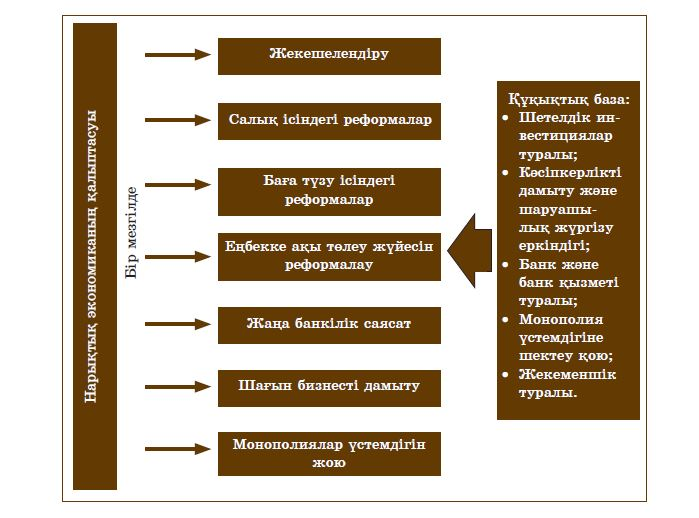 Нарықтық экономиканың қалыптасуы
Бір мезгілде
Жекешелендіру
Салық ісіндегі реформалар
Баға түзу ісіндегі
реформалар
Еңбекке ақы төлеу жүйесін
реформалау
Жаңа банкілік саясат
Шағын бизнесті дамыту
Монополиялар үстемдігін
жою
Құқықтық база:
• Шетелдік ин-
вестициялар
туралы;
• Кәсіпкерлікті
дамыту және
шаруашы-
лық жүргізу
еркіндігі;
• Банк және
банк қызметі
туралы;
• Монополия
үстемдігіне
шектеу қою;
• Жекеменшік
туралы.